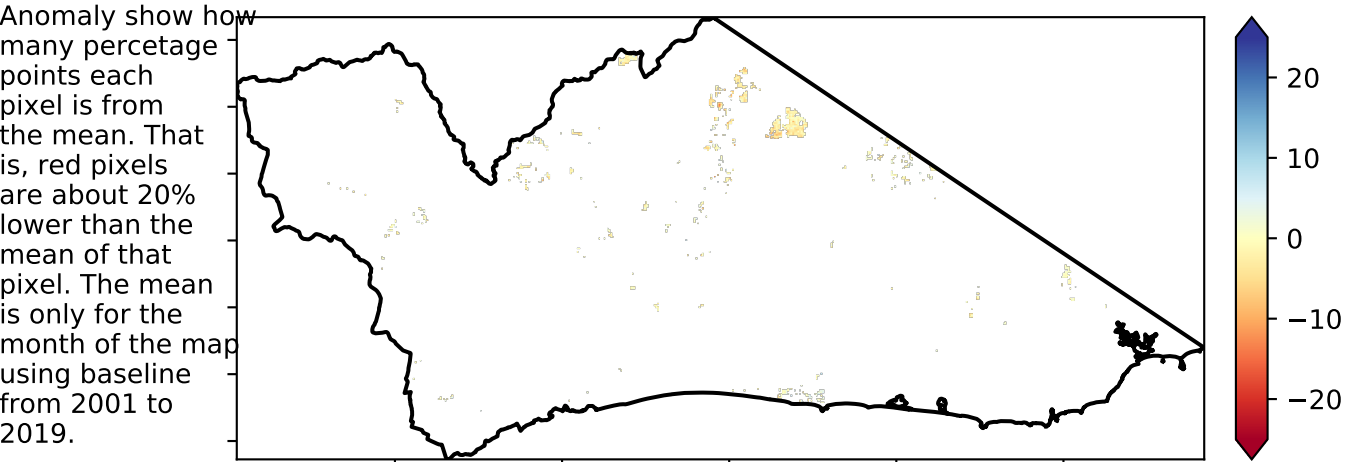 Anomaly show how
many percetage
points each
pixel is from
the mean. That
is, red pixels
are about 20%
lower than the
mean of that
pixel. The mean
is only for the
month of the map
using baseline
from 2001 to
2019.
20
10
0
−10
−20